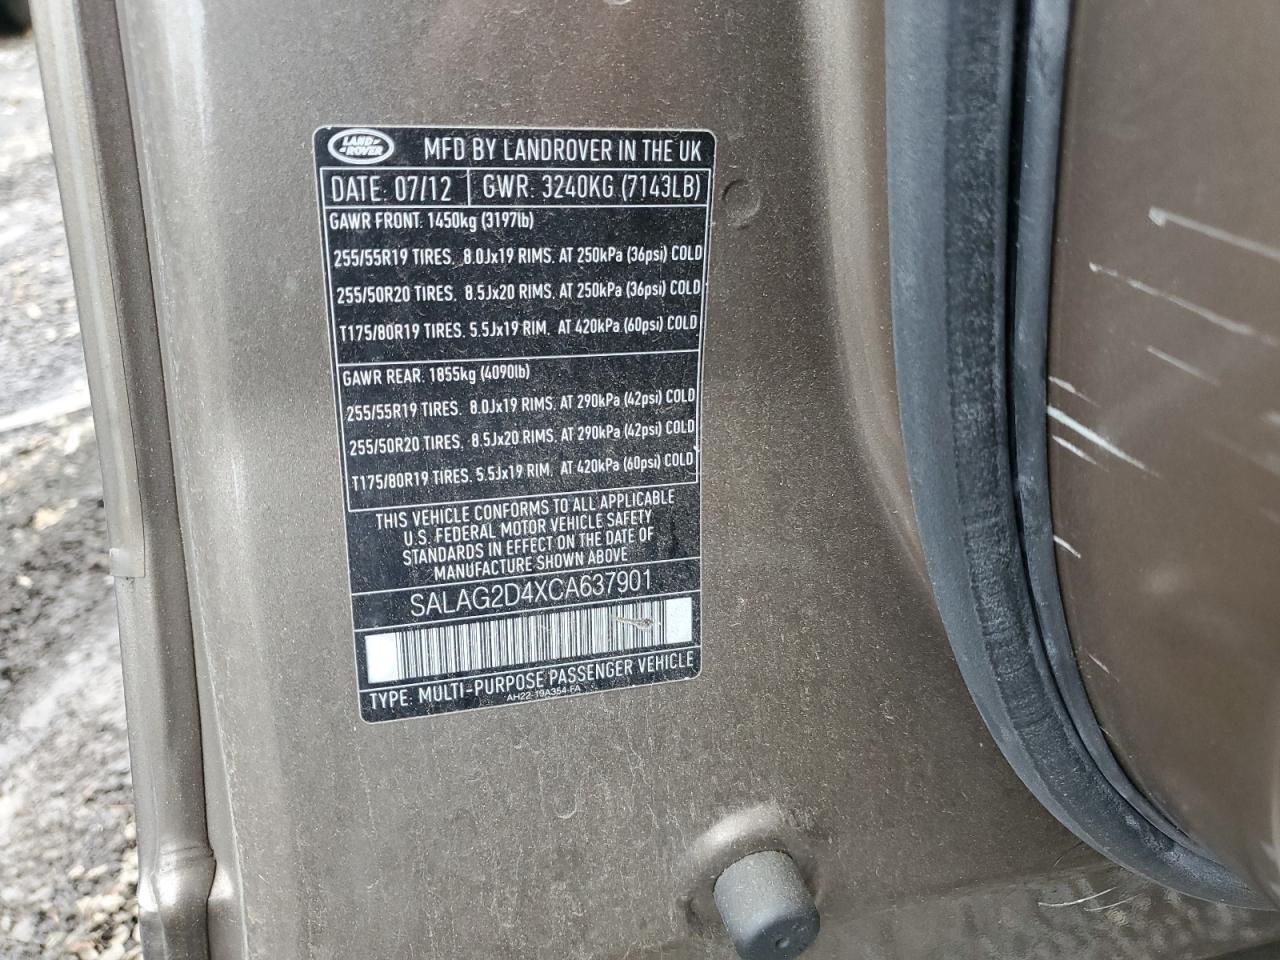 LAND ROVER
MFD BY LANDROVER IN THE UK
DATE: 07/12 GWR: 3240KG (7143LB)
GAWR FRONT. 1450kg (3197lb)
255/55R19 TIRES. 8.0Jx19 RIMS. AT 250kPa (36psi) COLD
255/50R20 TIRES. 8.5Jx20 RIMS. AT 250kPa (36psi) COLD
T175/80R19 TIRES. 5.5Jx19 RIM. AT 420kPa (60psi) COLD
GAWR REAR. 1855kg (4090lb)
255/55R19 TIRES. 8.0Jx19 RIMS. AT 290kPa (42psi) COLD
255/50R20 TIRES. 8.5Jx20 RIMS. AT 290kPa (42psi) COLD
T175/80R19 TIRES. 5.5Jx19 RIM. AT 420kPa (60psi) COLD
THIS VEHICLE CONFORMS TO ALL APPLICABLE
U.S. FEDERAL MOTOR VEHICLE SAFETY
STANDARDS IN EFFECT ON THE DATE OF
MANUFACTURE SHOWN ABOVE
SALAG2D4XCA637901
TYPE: MULTI-PURPOSE PASSENGER VEHICLE
AH22-19A354-FA